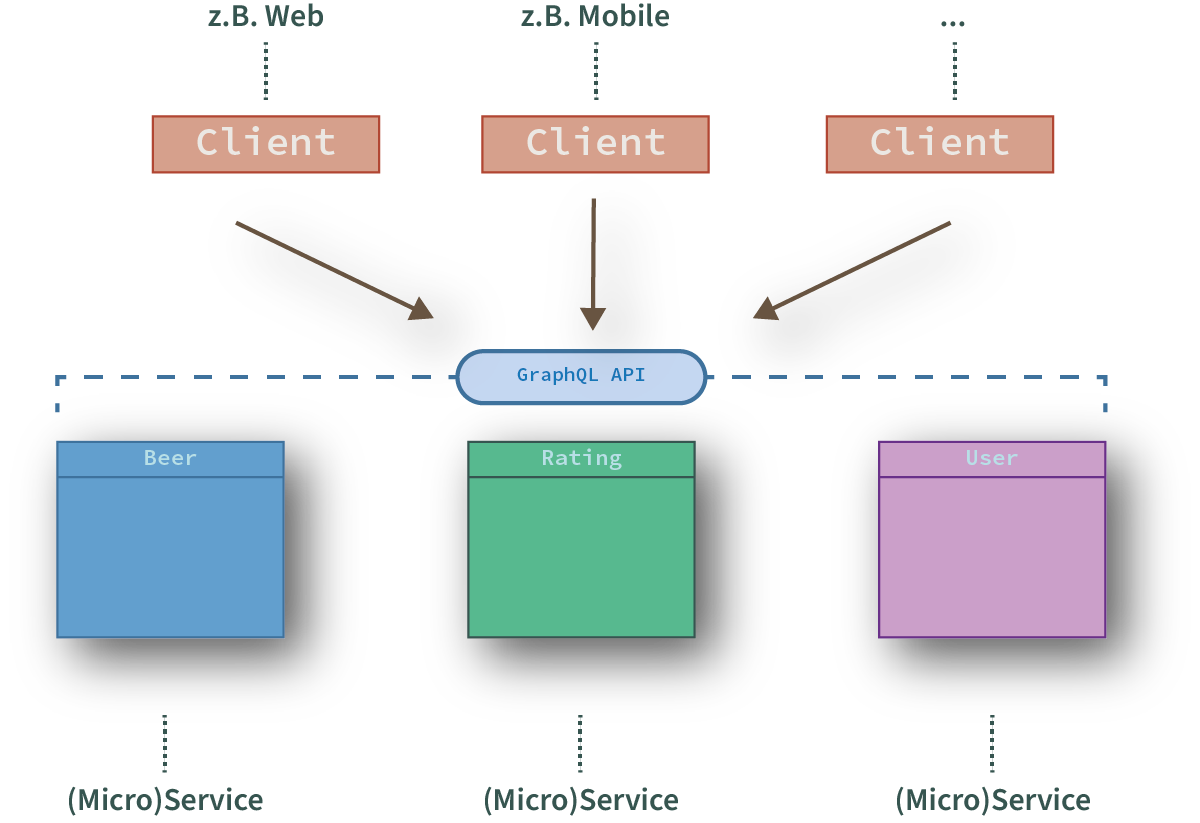 z.B. Web
z.B. Mobile
...
Client
Client
Client
GraphQL API
Beer
Rating
User
(Micro)Service
(Micro)Service
(Micro)Service